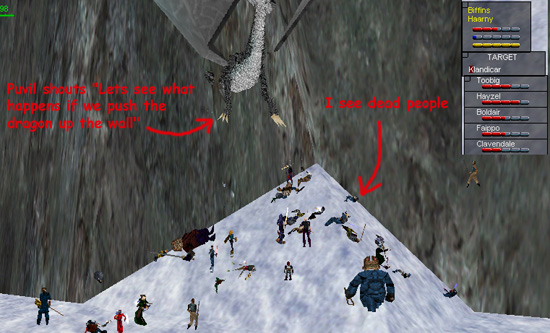 98
Biffins
Haarny
TARGET
Klandicar
Toobig
Hayzel
Boldair
Faippo
Clavendale
Puvil shouts "Lets see what
happens if we push the
dragon up the wall"
I see dead people